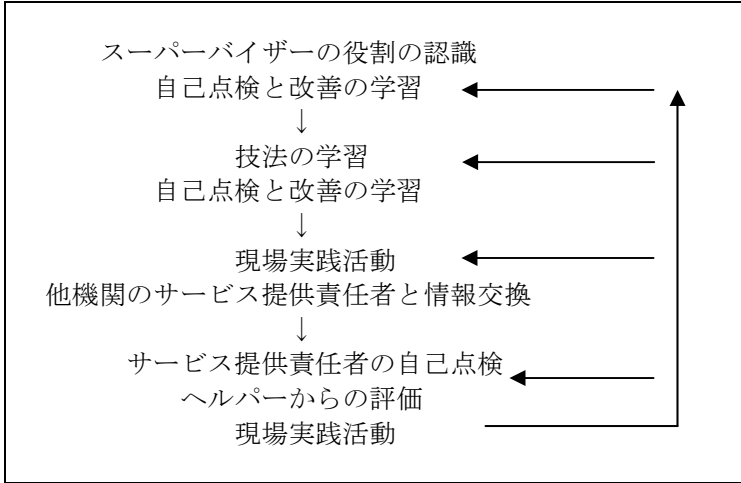 スーパーバイザーの役割の認識
自己点検と改善の学習
↓
技法の学習
自己点検と改善の学習
↓
現場実践活動
他機関のサービス提供責任者と情報交換
↓
サービス提供責任者の自己点検
ヘルパーからの評価
現場実践活動